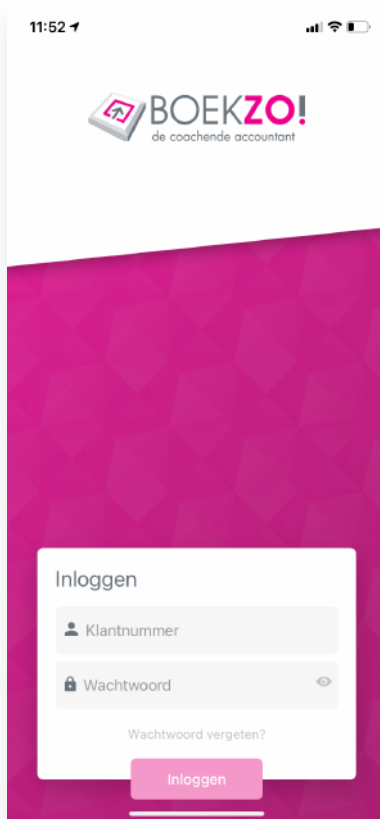 11:52
BOEKZO!
de coachende accountant
Inloggen
Klantnummer
Wachtwoord
Wachtwoord vergeten?
Inloggen